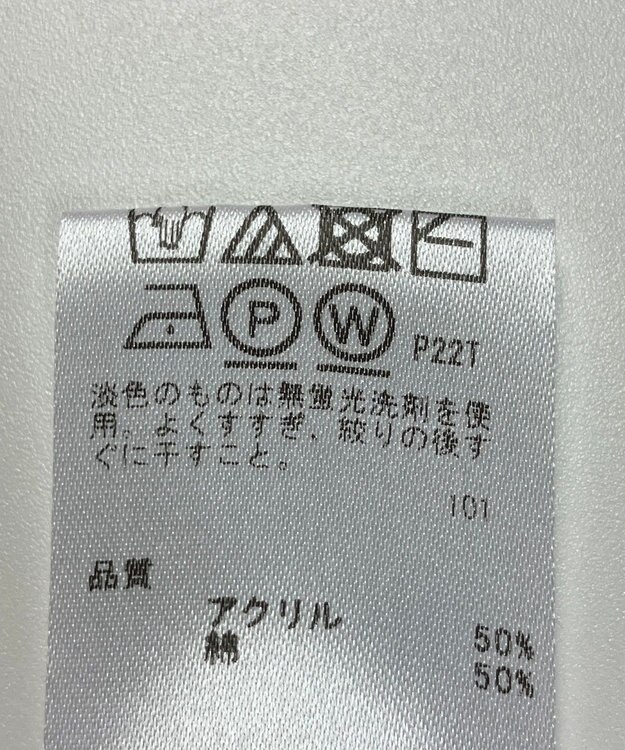 P
W
P22T
淡色のものは無蛍光洗剤を使
用。よくすすぎ、絞りの後す
ぐに干すこと。
101
品質
アクリル 50%
綿 50%